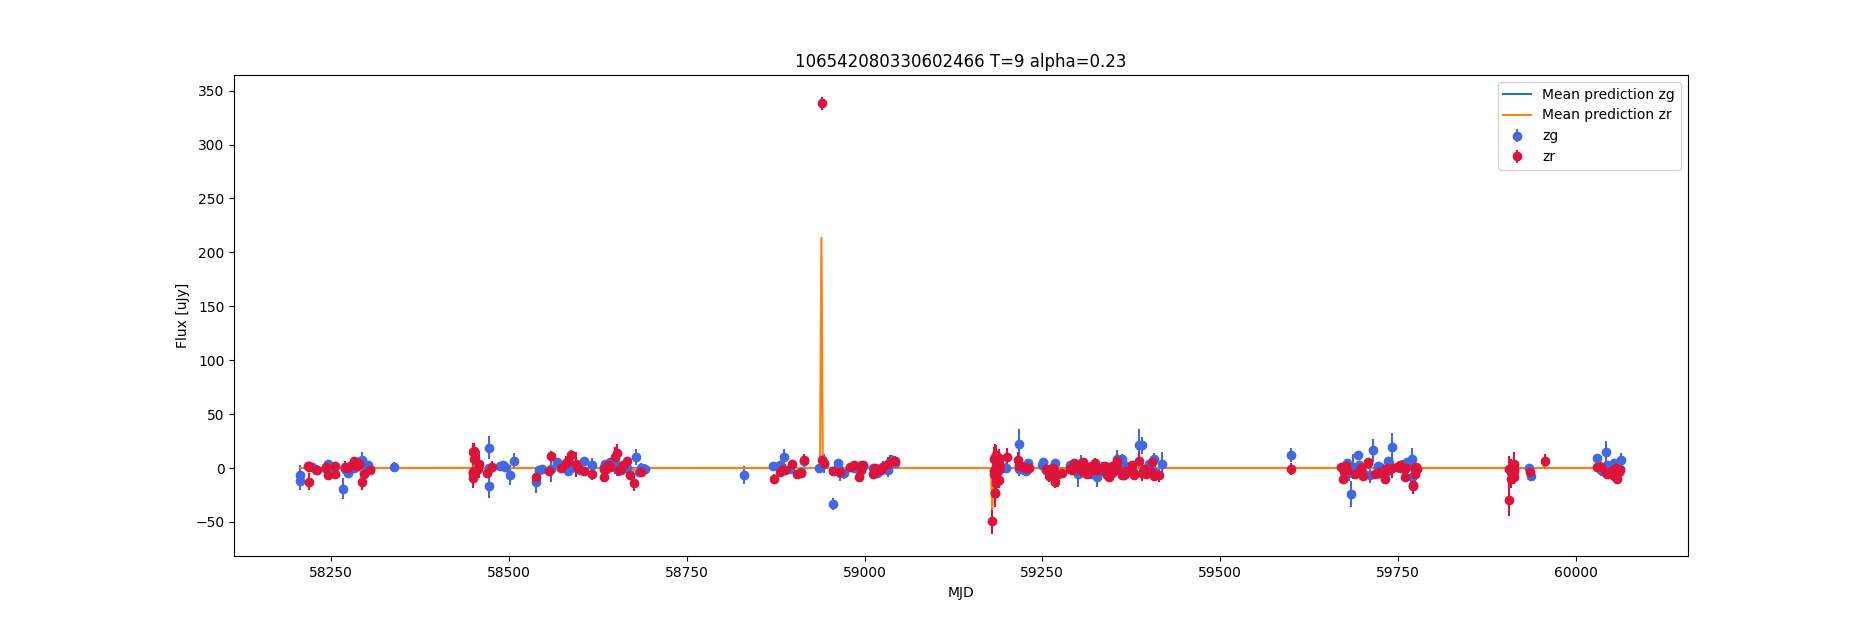 106542080330602466 T=9 alpha=0.23
Mean prediction zg
Mean prediction zr
zg
zr
Flux [uJy]
350
300
250
200
150
100
50
0
−50
58250 58500 58750 59000 59250 59500 59750 60000
MJD